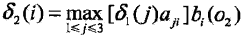 δ₂(i) = max_{1≤j≤3} [δ₁(j)a_{ji}]b_i(o₂)